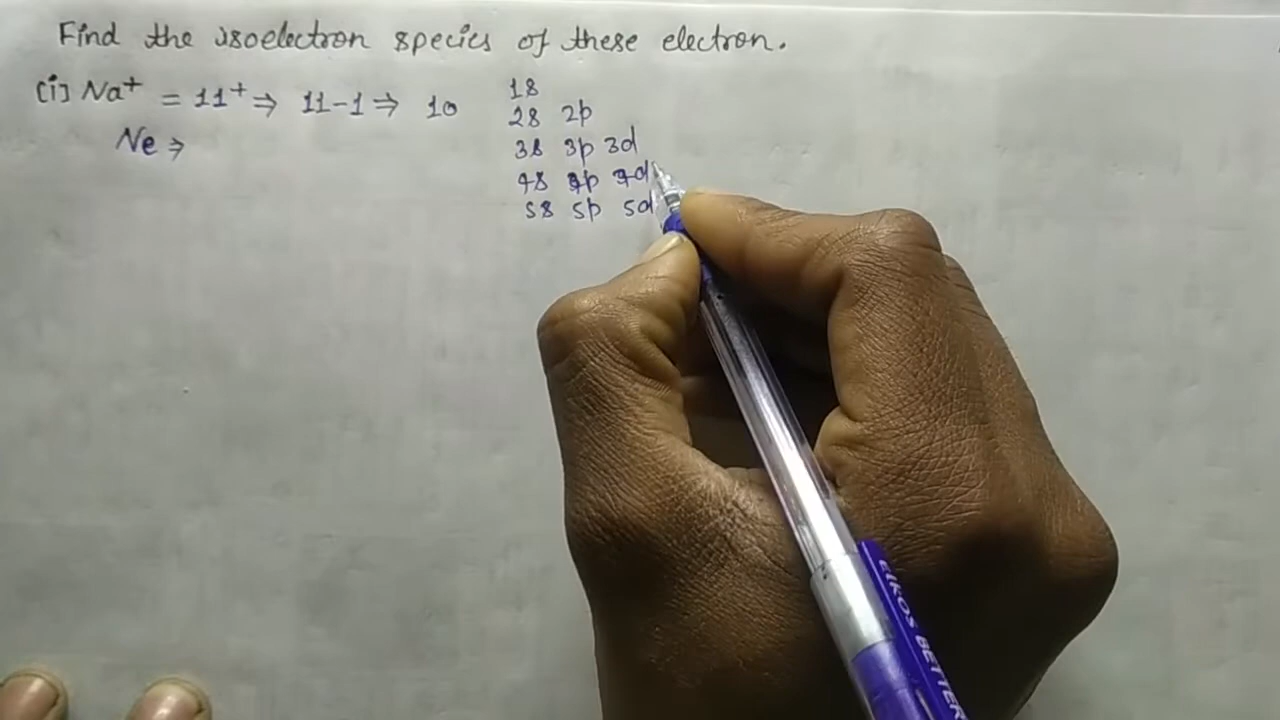 Find the isoelectron species of these electron.
(i) Na⁺ = 11⁺ ⇒ 11-1 ⇒ 10
Ne ⇒
1s
2s 2p
3s 3p 3d
4s 4p 4d
5s 5p 5d
ELKOS BETTER